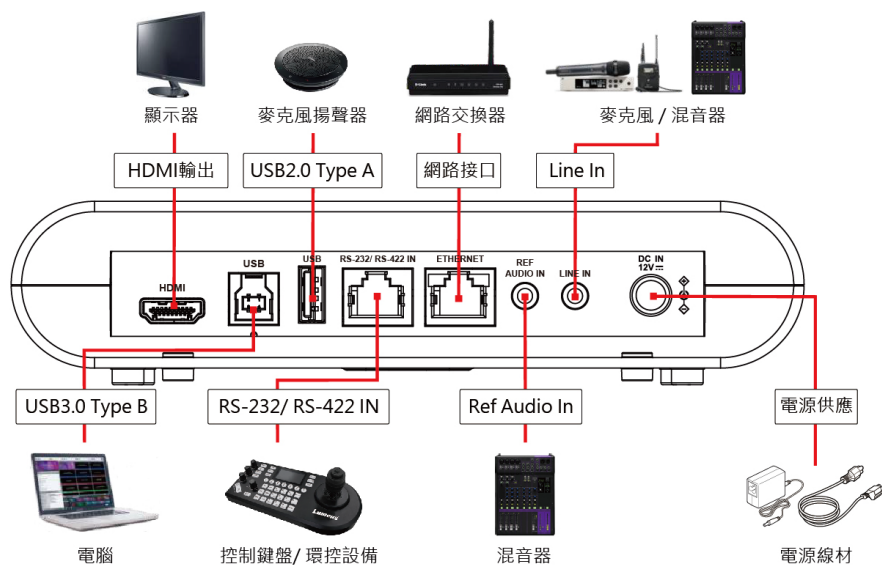 顯示器
麥克風揚聲器
網路交換器
麥克風 / 混音器
HDMI輸出
USB2.0 Type A
網路接口
Line In
HDMI
USB
USB
RS-232/ RS-422 IN
ETHERNET
REF
AUDIO IN
LINE IN
DC IN
12V
USB3.0 Type B
RS-232/ RS-422 IN
Ref Audio In
電源供應
Lumens
電腦
控制鍵盤/ 環控設備
混音器
電源線材